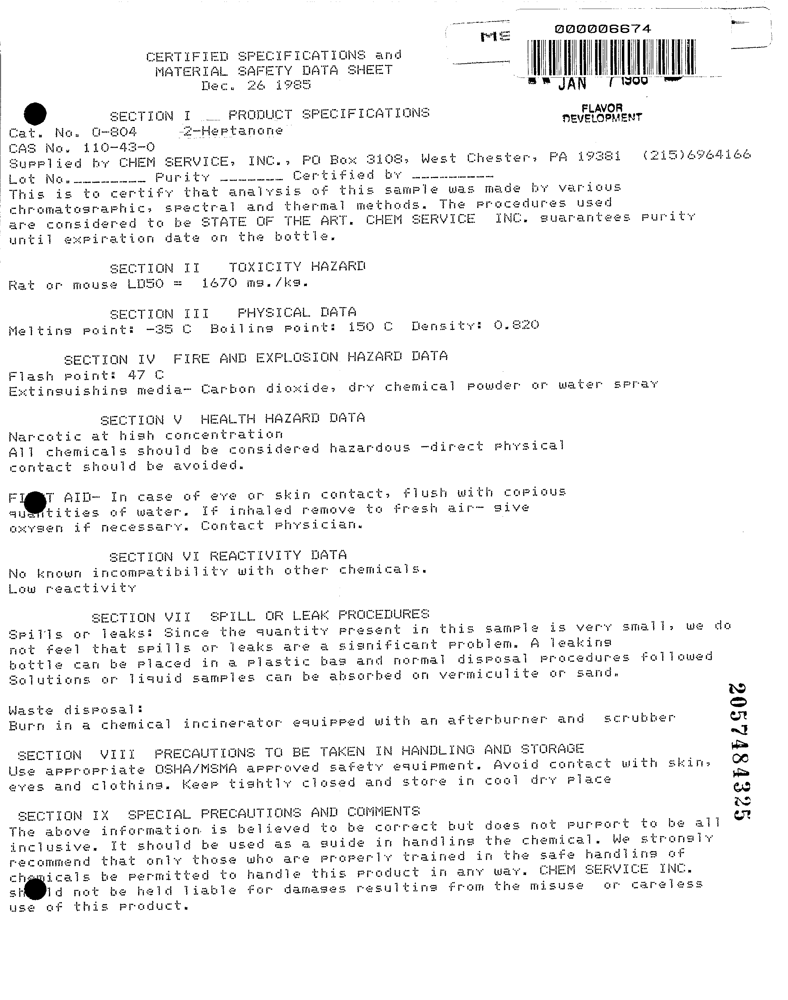 000006674
MS
JAN 7 1986
FLAVOR
DEVELOPMENT
CERTIFIED SPECIFICATIONS and
MATERIAL SAFETY DATA SHEET
Dec. 26 1985
SECTION I __ PRODUCT SPECIFICATIONS
Cat. No. O-804 -2-Heptanone
CAS No. 110-43-0
Supplied by CHEM SERVICE, INC., PO Box 3108, West Chester, PA 19381 (215)6964166
Lot No._________ Purity _______ Certified by _________
This is to certify that analysis of this sample was made by various
chromatographic, spectral and thermal methods. The procedures used
are considered to be STATE OF THE ART. CHEM SERVICE INC. guarantees purity
until expiration date on the bottle.
SECTION II TOXICITY HAZARD
Rat or mouse LD50 = 1670 mg./kg.
SECTION III PHYSICAL DATA
Melting point: -35 C Boiling point: 150 C Density: 0.820
SECTION IV FIRE AND EXPLOSION HAZARD DATA
Flash point: 47 C
Extinguishing media- Carbon dioxide, dry chemical powder or water spray
SECTION V HEALTH HAZARD DATA
Narcotic at high concentration
All chemicals should be considered hazardous -direct physical
contact should be avoided.
FI T AID- In case of eye or skin contact, flush with copious
quantities of water. If inhaled remove to fresh air- give
oxygen if necessary. Contact physician.
SECTION VI REACTIVITY DATA
No known incompatibility with other chemicals.
Low reactivity
SECTION VII SPILL OR LEAK PROCEDURES
Spills or leaks: Since the quantity present in this sample is very small, we do
not feel that spills or leaks are a significant problem. A leaking
bottle can be placed in a plastic bag and normal disposal procedures followed
Solutions or liquid samples can be absorbed on vermiculite or sand.
Waste disposal:
Burn in a chemical incinerator equipped with an afterburner and scrubber
SECTION VIII PRECAUTIONS TO BE TAKEN IN HANDLING AND STORAGE
Use appropriate OSHA/MSMA approved safety equipment. Avoid contact with skin,
eyes and clothing. Keep tightly closed and store in cool dry place
SECTION IX SPECIAL PRECAUTIONS AND COMMENTS
The above information is believed to be correct but does not purport to be all
inclusive. It should be used as a guide in handling the chemical. We strongly
recommend that only those who are properly trained in the safe handling of
chemicals be permitted to handle this product in any way. CHEM SERVICE INC.
sh ld not be held liable for damages resulting from the misuse or careless
use of this product.
2057484325